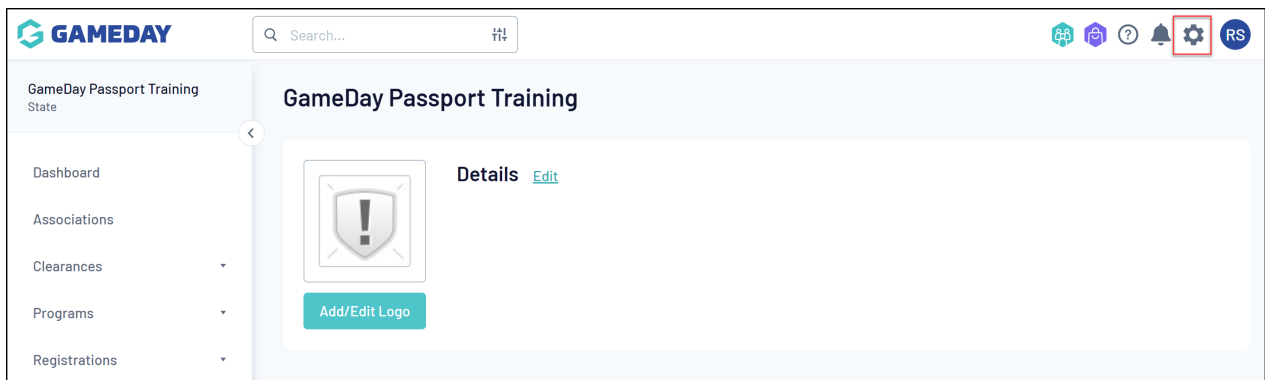 GAMEDAY
Search...
RS
GameDay Passport Training
State
GameDay Passport Training
Dashboard
Associations
Clearances
Programs
Registrations
Details Edit
Add/Edit Logo